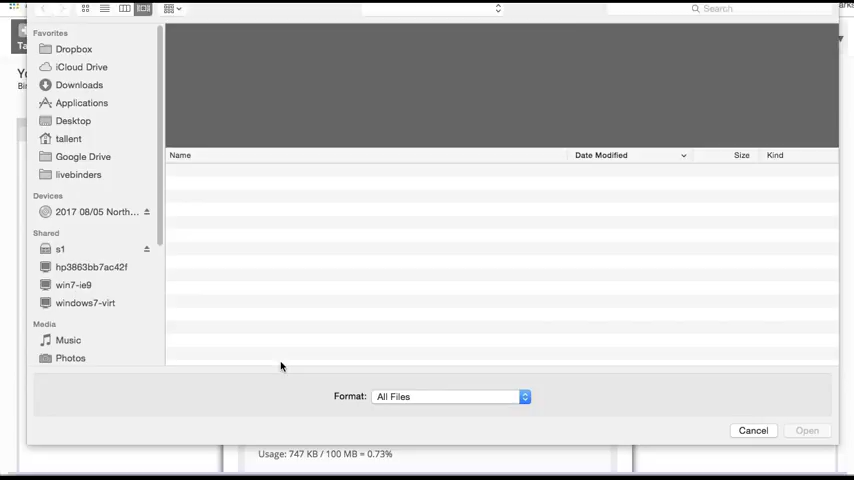 Search
Favorites
Dropbox
iCloud Drive
Downloads
Applications
Desktop
tallent
Google Drive
livebinders
Devices
2017 08/05 North...
Shared
s1
hp3863bb7ac42f
win7-ie9
windows7-virt
Media
Music
Photos
Name Date Modified Size Kind
Format: All Files
Cancel Open
Usage: 747 KB / 100 MB = 0.73%